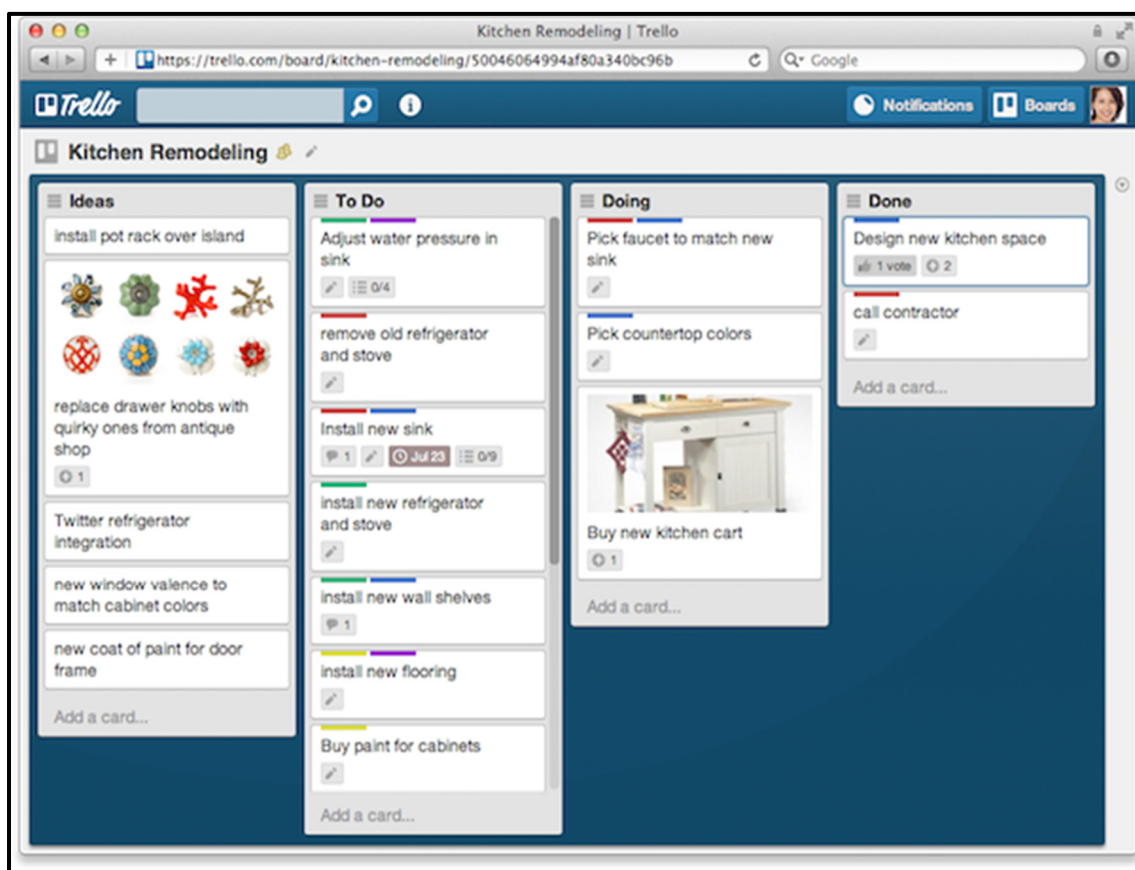 Kitchen Remodeling | Trello
https://trello.com/board/kitchen-remodeling/50046064994af80a340bc96b
Google
Trello
Notifications
Boards
Kitchen Remodeling
Ideas
install pot rack over island
replace drawer knobs with
quirky ones from antique
shop
1
Twitter refrigerator
integration
new window valence to
match cabinet colors
new coat of paint for door
frame
Add a card...
To Do
Adjust water pressure in
sink
0/4
remove old refrigerator
and stove
Install new sink
1 Jul 23 0/9
install new refrigerator
and stove
install new wall shelves
1
install new flooring
Buy paint for cabinets
Add a card...
Doing
Pick faucet to match new
sink
Pick countertop colors
Buy new kitchen cart
1
Add a card...
Done
Design new kitchen space
1 vote 2
call contractor
Add a card...